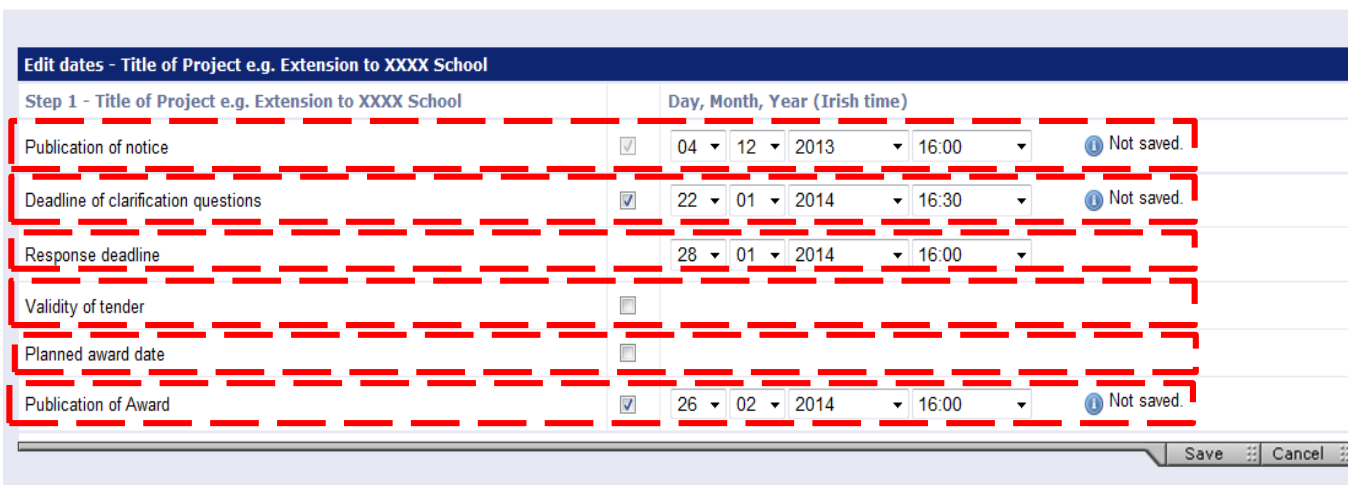 Edit dates - Title of Project e.g. Extension to XXXX School
Step 1 - Title of Project e.g. Extension to XXXX School Day, Month, Year (Irish time)
Publication of notice 04 12 2013 16:00 Not saved.
Deadline of clarification questions 22 01 2014 16:30 Not saved.
Response deadline 28 01 2014 16:00
Validity of tender
Planned award date
Publication of Award 26 02 2014 16:00 Not saved.
Save Cancel